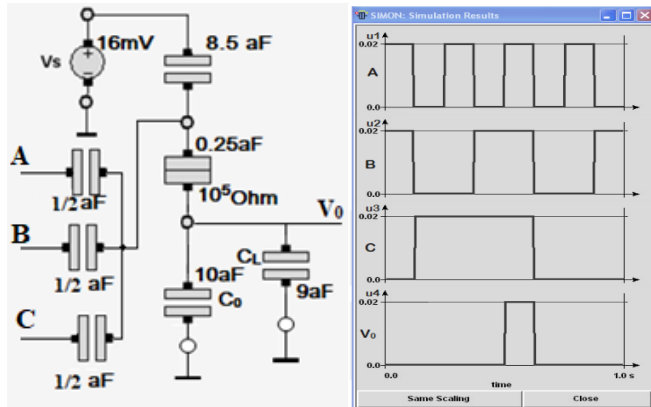 16mV
Vs
8.5 aF
0.25aF
10⁵Ohm
A
1/2 aF
B
1/2 aF
C
1/2 aF
V₀
10aF
C₀
C_L
9aF
SIMON: Simulation Results
u1
0.02
A
0.0
u2
0.02
B
0.0
u3
0.02
C
0.0
u4
0.02
V₀
0.0
0.0 time 1.0 s
Same Scaling Close